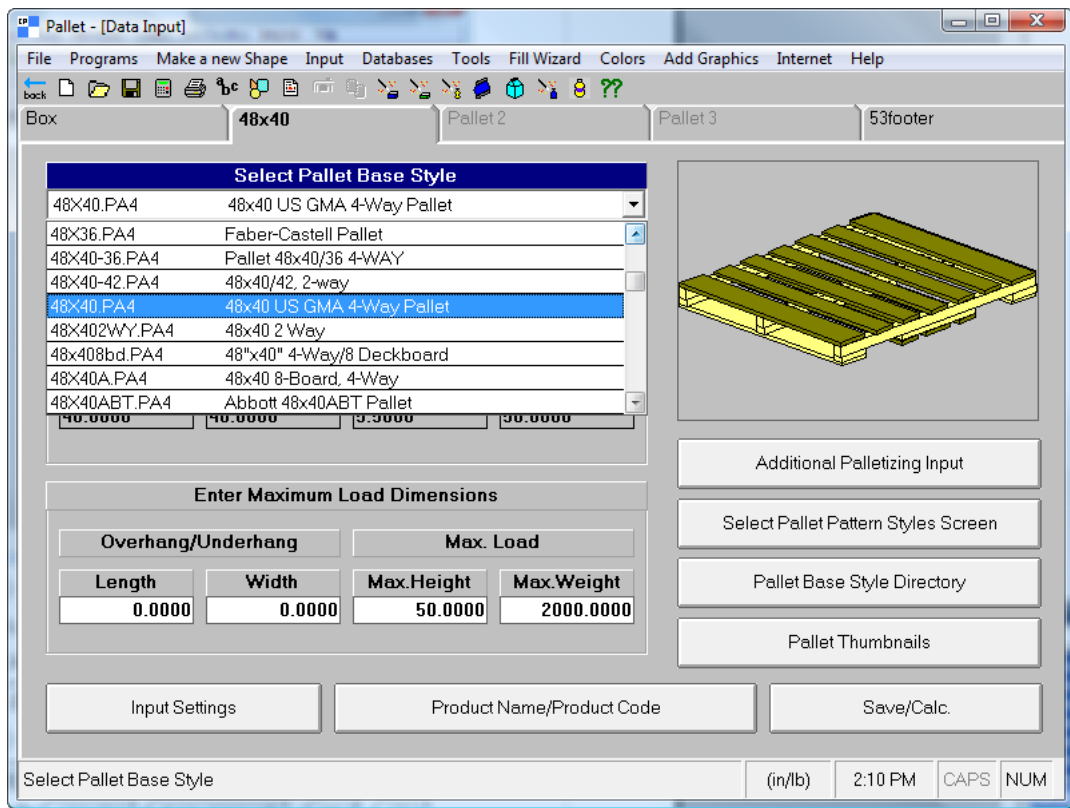 CP
Pallet - [Data Input]
File Programs Make a new Shape Input Databases Tools Fill Wizard Colors Add Graphics Internet Help
back ??
Box 48x40 Pallet 2 Pallet 3 53footer
Select Pallet Base Style
48X40.PA4 48x40 US GMA 4-Way Pallet
48X36.PA4 Faber-Castell Pallet
48X40-36.PA4 Pallet 48x40/36 4-WAY
48X40-42.PA4 48x40/42, 2-way
48X40.PA4 48x40 US GMA 4-Way Pallet
48X402WY.PA4 48x40 2 Way
48x408bd.PA4 48"x40" 4-Way/8 Deckboard
48X40A.PA4 48x40 8-Board, 4-Way
48X40ABT.PA4 Abbott 48x40ABT Pallet
Enter Maximum Load Dimensions
Overhang/Underhang Max. Load
Length Width Max.Height Max.Weight
0.0000 0.0000 50.0000 2000.0000
Additional Palletizing Input
Select Pallet Pattern Styles Screen
Pallet Base Style Directory
Pallet Thumbnails
Input Settings Product Name/Product Code Save/Calc.
Select Pallet Base Style (in/lb) 2:10 PM CAPS NUM